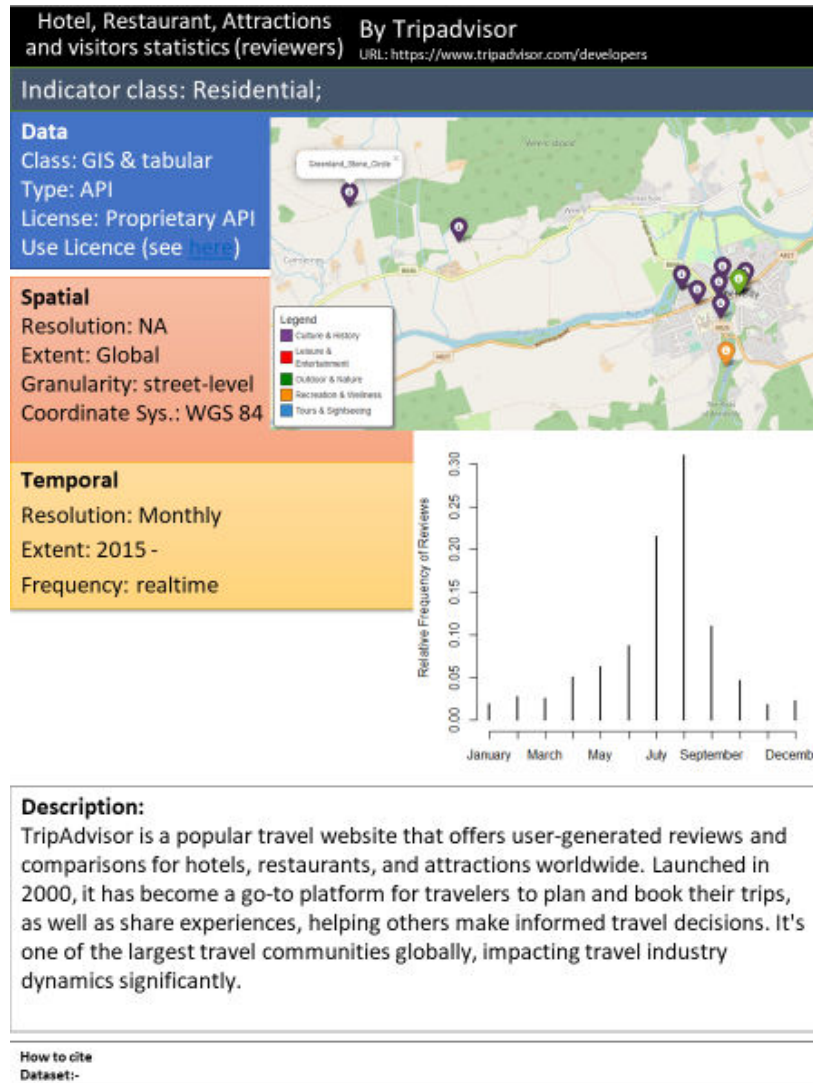 Hotel, Restaurant, Attractions
and visitors statistics (reviewers)
By Tripadvisor
URL: https://www.tripadvisor.com/developers
Indicator class: Residential;
Data
Class: GIS & tabular
Type: API
License: Proprietary API
Use Licence (see here)
Spatial
Resolution: NA
Extent: Global
Granularity: street-level
Coordinate Sys.: WGS 84
Temporal
Resolution: Monthly
Extent: 2015 -
Frequency: realtime
Greenland_Stone_Circle
Legend
Culture & History
Leisure &
Entertainment
Outdoor & Nature
Recreation & Wellness
Tours & Sightseeing
Relative Frequency of Reviews
0.30
0.25
0.20
0.15
0.10
0.05
0.00
January March May July September Decemb
Description:
TripAdvisor is a popular travel website that offers user-generated reviews and
comparisons for hotels, restaurants, and attractions worldwide. Launched in
2000, it has become a go-to platform for travelers to plan and book their trips,
as well as share experiences, helping others make informed travel decisions. It's
one of the largest travel communities globally, impacting travel industry
dynamics significantly.
How to cite
Dataset:-